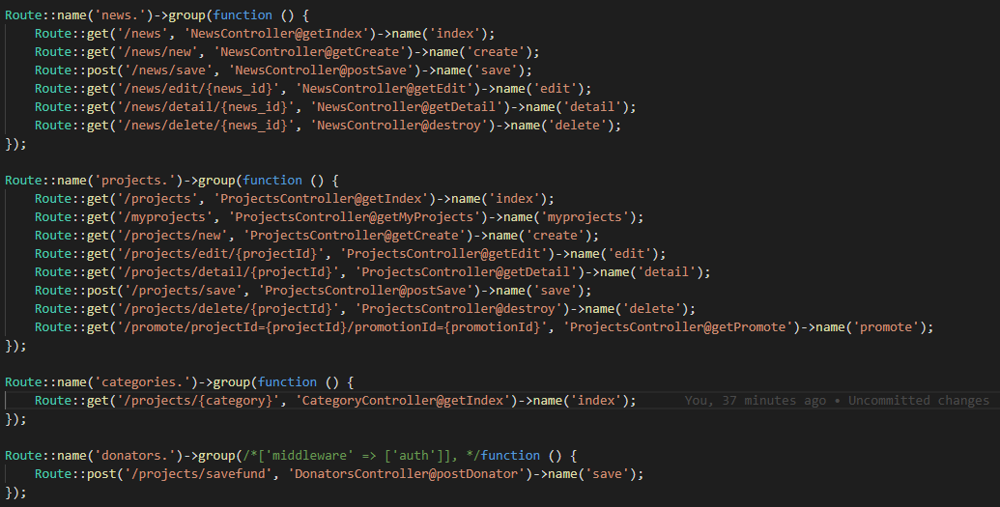 Route::name('news.')->group(function () {
    Route::get('/news', 'NewsController@getIndex')->name('index');
    Route::get('/news/new', 'NewsController@getCreate')->name('create');
    Route::post('/news/save', 'NewsController@postSave')->name('save');
    Route::get('/news/edit/{news_id}', 'NewsController@getEdit')->name('edit');
    Route::get('/news/detail/{news_id}', 'NewsController@getDetail')->name('detail');
    Route::get('/news/delete/{news_id}', 'NewsController@destroy')->name('delete');
});
Route::name('projects.')->group(function () {
    Route::get('/projects', 'ProjectsController@getIndex')->name('index');
    Route::get('/myprojects', 'ProjectsController@getMyProjects')->name('myprojects');
    Route::get('/projects/new', 'ProjectsController@getCreate')->name('create');
    Route::get('/projects/edit/{projectId}', 'ProjectsController@getEdit')->name('edit');
    Route::get('/projects/detail/{projectId}', 'ProjectsController@getDetail')->name('detail');
    Route::post('/projects/save', 'ProjectsController@postSave')->name('save');
    Route::get('/projects/delete/{projectId}', 'ProjectsController@destroy')->name('delete');
    Route::get('/promote/projectId={projectId}/promotionId={promotionId}', 'ProjectsController@getPromote')->name('promote');
});
Route::name('categories.')->group(function () {
    Route::get('/projects/{category}', 'CategoryController@getIndex')->name('index');      You, 37 minutes ago • Uncommitted changes
});
Route::name('donators.')->group(/*['middleware' => ['auth']], */function () {
    Route::post('/projects/savefund', 'DonatorsController@postDonator')->name('save');
});